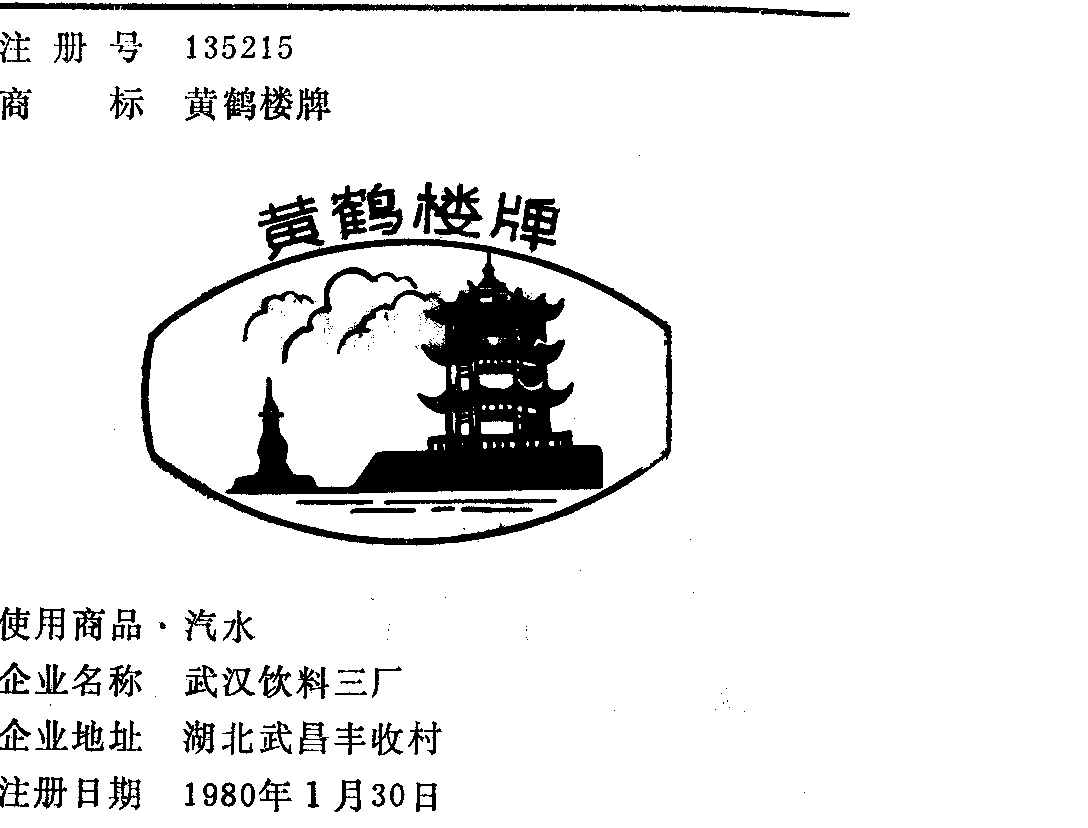 注册号 135215
商标 黄鹤楼牌
黄鹤楼牌
使用商品·汽水
企业名称 武汉饮料三厂
企业地址 湖北武昌丰收村
注册日期 1980年1月30日